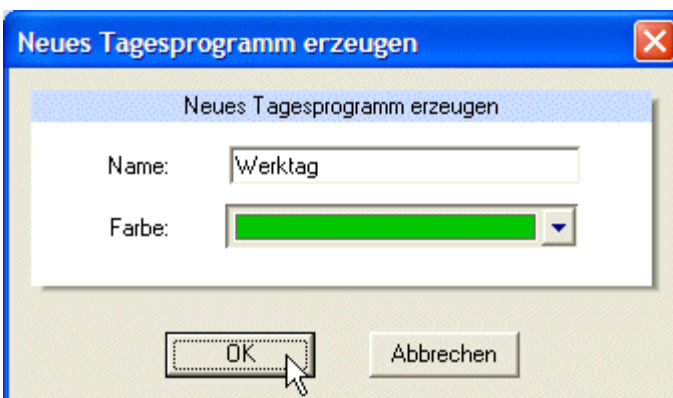 Neues Tagesprogramm erzeugen
Neues Tagesprogramm erzeugen
Name: Werktag
Farbe:
OK Abbrechen